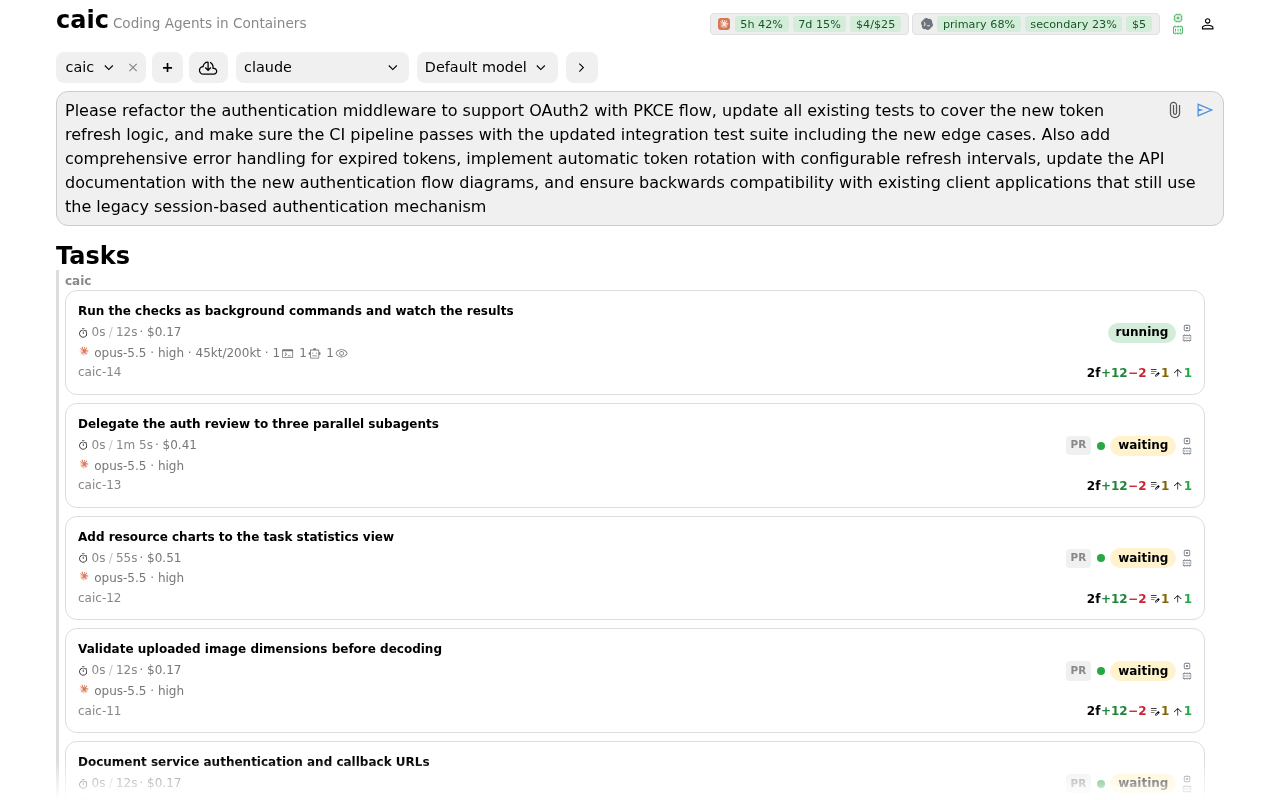 caic Coding Agents in Containers
5h 42% 7d 15% $4/$25 primary 68% secondary 23% $5
caic × + claude Default model
Please refactor the authentication middleware to support OAuth2 with PKCE flow, update all existing tests to cover the new token
refresh logic, and make sure the CI pipeline passes with the updated integration test suite including the new edge cases. Also add
comprehensive error handling for expired tokens, implement automatic token rotation with configurable refresh intervals, update the API
documentation with the new authentication flow diagrams, and ensure backwards compatibility with existing client applications that still use
the legacy session-based authentication mechanism
Tasks
caic
Run the checks as background commands and watch the results
0s / 12s · $0.17 running
opus-5.5 · high · 45kt/200kt · 1 1 1
caic-14 2f+12−2 1 ↑1
Delegate the auth review to three parallel subagents
0s / 1m 5s · $0.41 PR waiting
opus-5.5 · high
caic-13 2f+12−2 1 ↑1
Add resource charts to the task statistics view
0s / 55s · $0.51 PR waiting
opus-5.5 · high
caic-12 2f+12−2 1 ↑1
Validate uploaded image dimensions before decoding
0s / 12s · $0.17 PR waiting
opus-5.5 · high
caic-11 2f+12−2 1 ↑1
Document service authentication and callback URLs
0s / 12s · $0.17 PR waiting